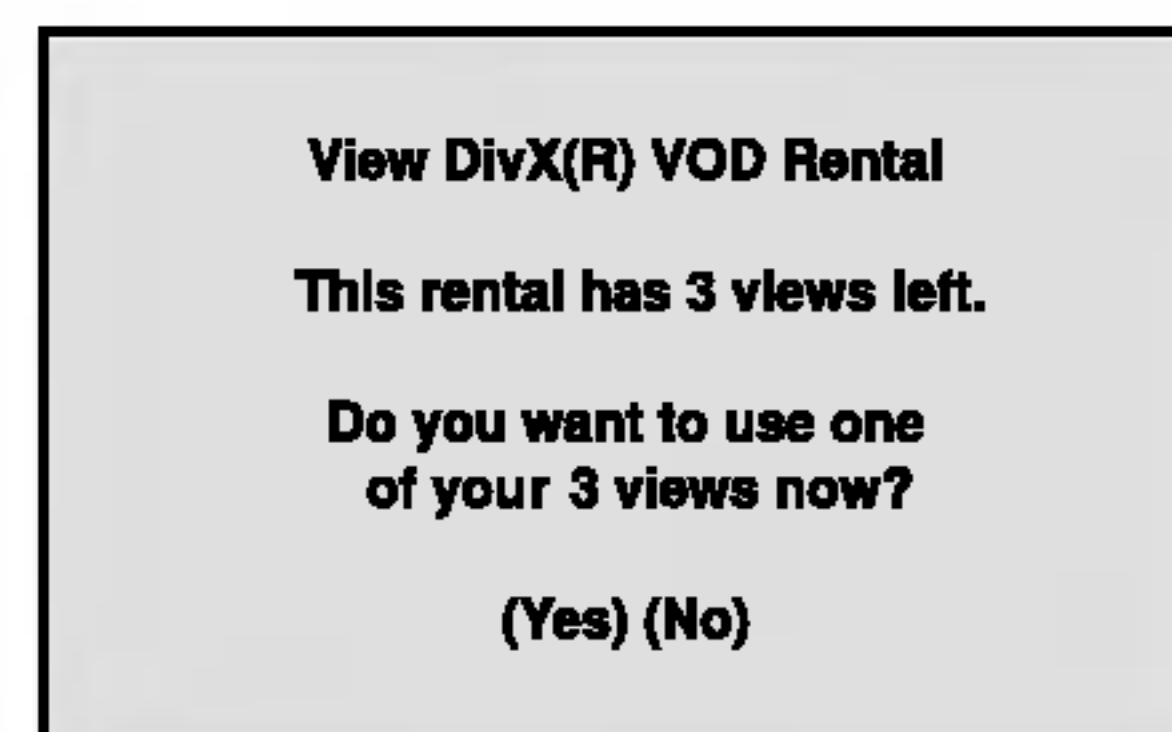 View DivX(R) VOD Rental
This rental has 3 views left.
Do you want to use one
of your 3 views now?
(Yes) (No)